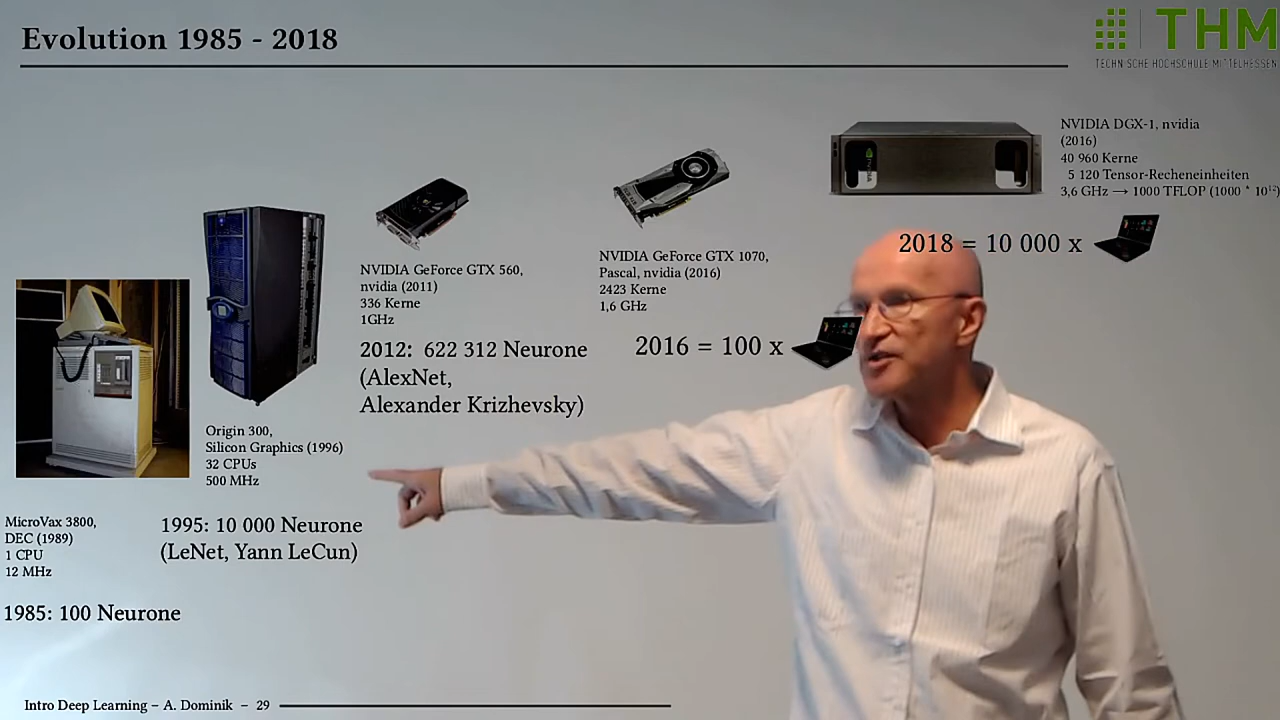 Evolution 1985 - 2018
THM
TECHNISCHE HOCHSCHULE MITTELHESSEN
NVIDIA DGX-1, nvidia
(2016)
40 960 Kerne
5 120 Tensor-Recheneinheiten
3,6 GHz → 1000 TFLOP (1000 * 10¹²)
2018 = 10 000 x
NVIDIA GeForce GTX 1070,
Pascal, nvidia (2016)
2423 Kerne
1,6 GHz
2016 = 100 x
NVIDIA GeForce GTX 560,
nvidia (2011)
336 Kerne
1GHz
2012: 622 312 Neurone
(AlexNet,
Alexander Krizhevsky)
Origin 300,
Silicon Graphics (1996)
32 CPUs
500 MHz
1995: 10 000 Neurone
(LeNet, Yann LeCun)
MicroVax 3800,
DEC (1989)
1 CPU
12 MHz
1985: 100 Neurone
Intro Deep Learning – A. Dominik – 29